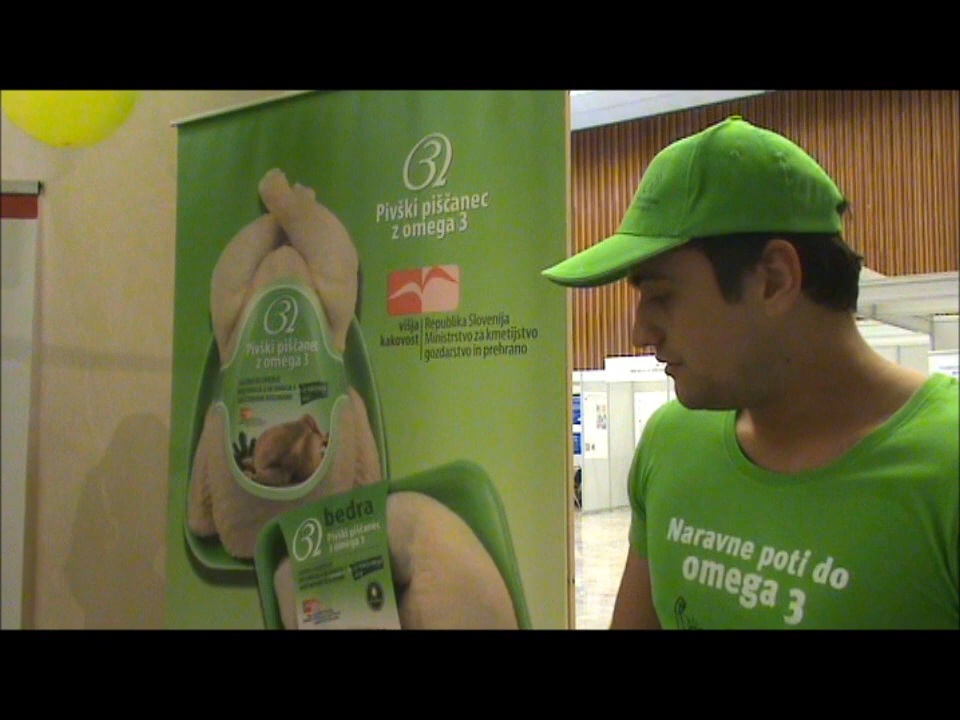 Pivški piščanec
z omega 3
višja
kakovost
Republika Slovenija
Ministrstvo za kmetijstvo
gozdarstvo in prehrano
Pivški piščanec
z omega 3
bedra
Pivški piščanec
z omega 3
Naravne poti do
omega 3